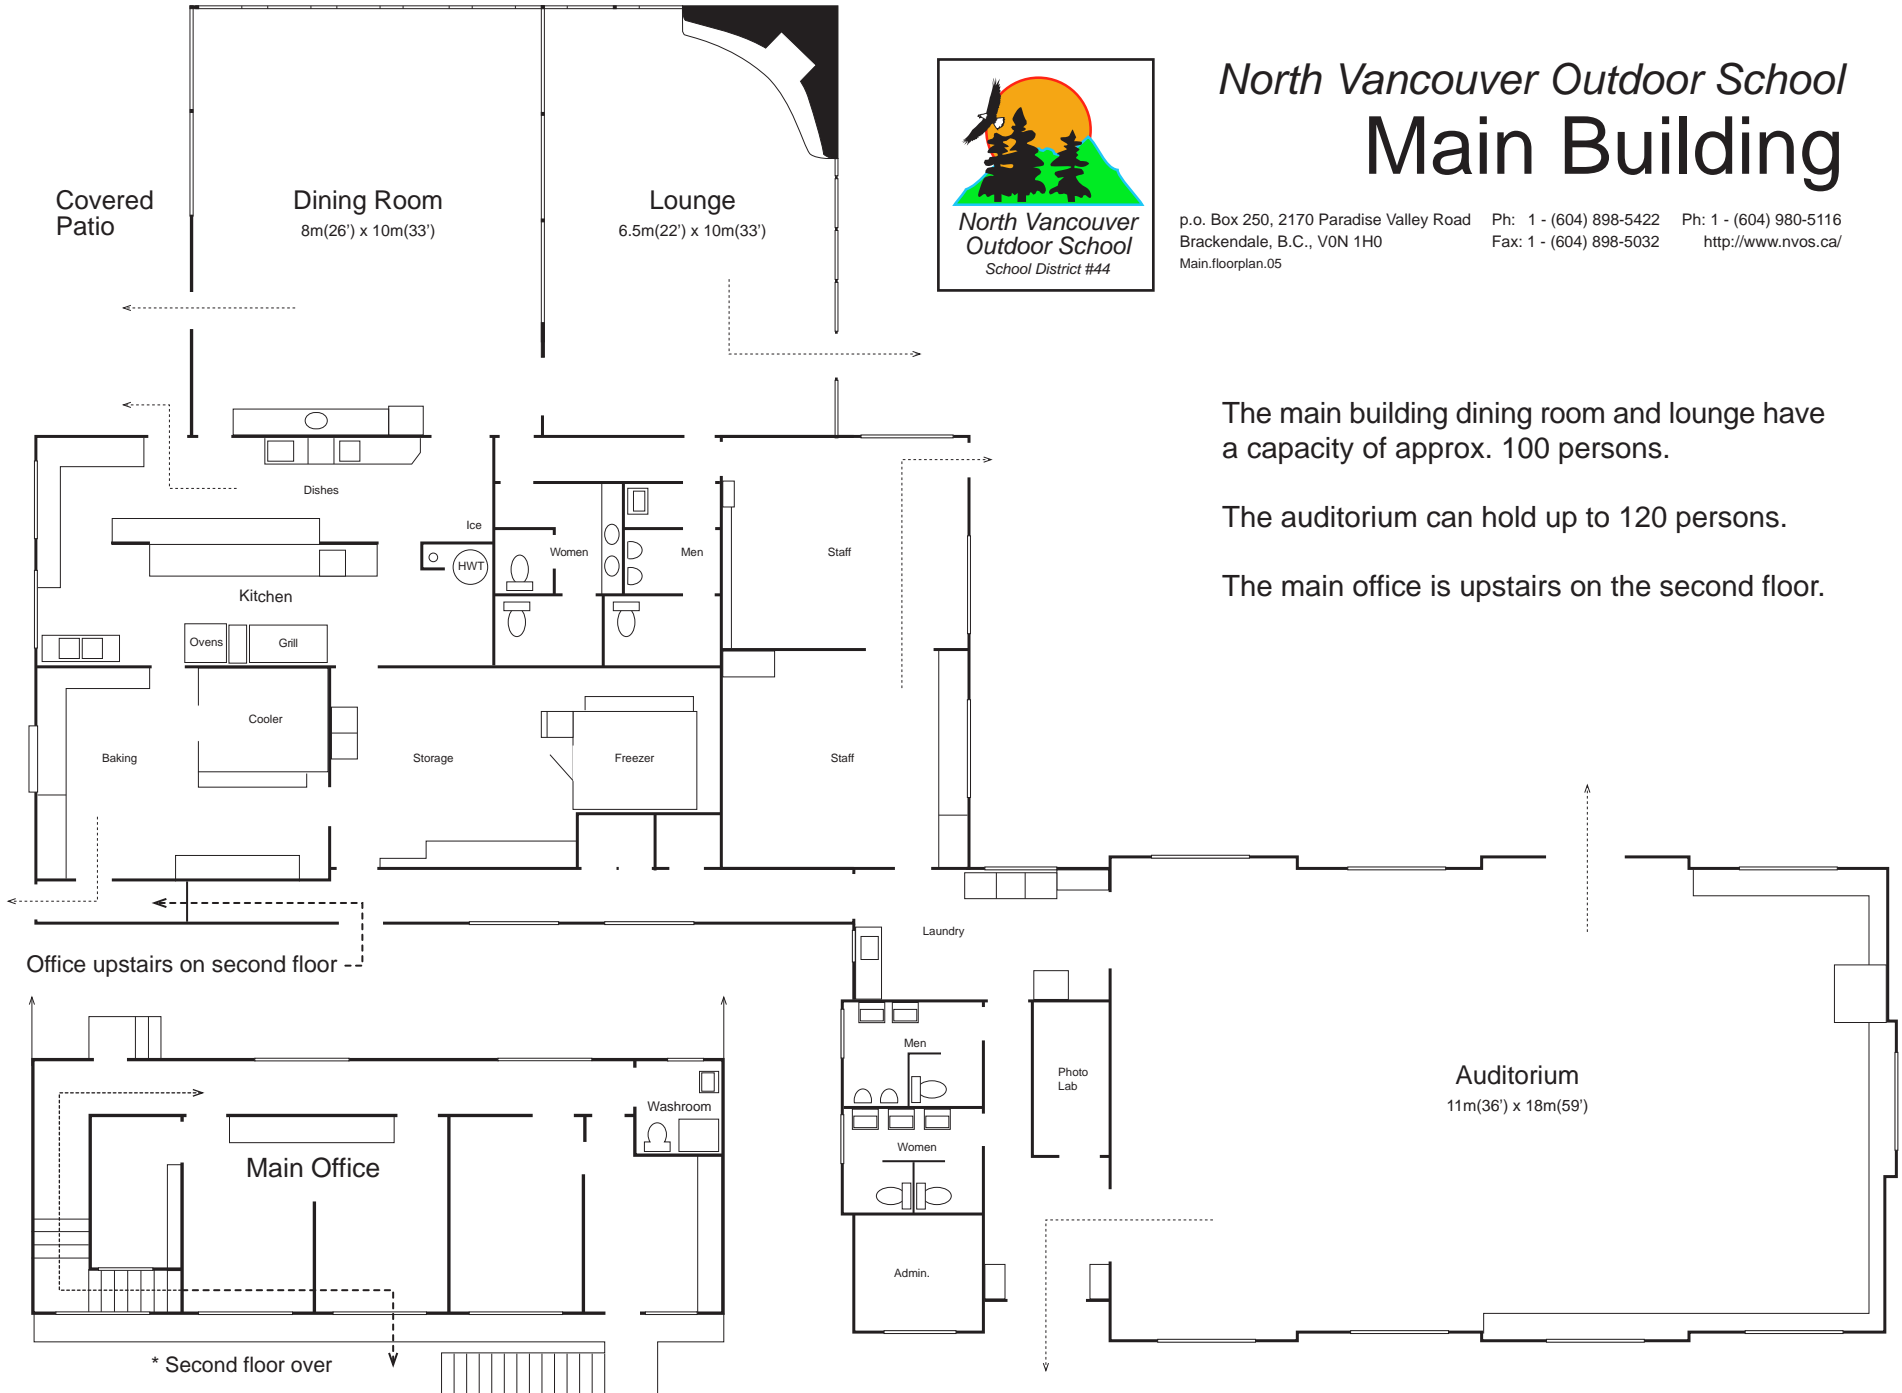 North Vancouver Outdoor School
Main Building
p.o. Box 250, 2170 Paradise Valley Road Ph: 1 - (604) 898-5422 Ph: 1 - (604) 980-5116
Brackendale, B.C., V0N 1H0 Fax: 1 - (604) 898-5032 http://www.nvos.ca/
Main.floorplan.05
North Vancouver
Outdoor School
School District #44
Covered
Patio
Dining Room
8m(26') x 10m(33')
Lounge
6.5m(22') x 10m(33')
The main building dining room and lounge have
a capacity of approx. 100 persons.
The auditorium can hold up to 120 persons.
The main office is upstairs on the second floor.
Dishes
Ice
HWT
Women
Men
Staff
Kitchen
Ovens
Grill
Cooler
Baking
Storage
Freezer
Staff
Laundry
Office upstairs on second floor
Men
Photo
Lab
Auditorium
11m(36') x 18m(59')
Washroom
Main Office
Women
Admin.
* Second floor over